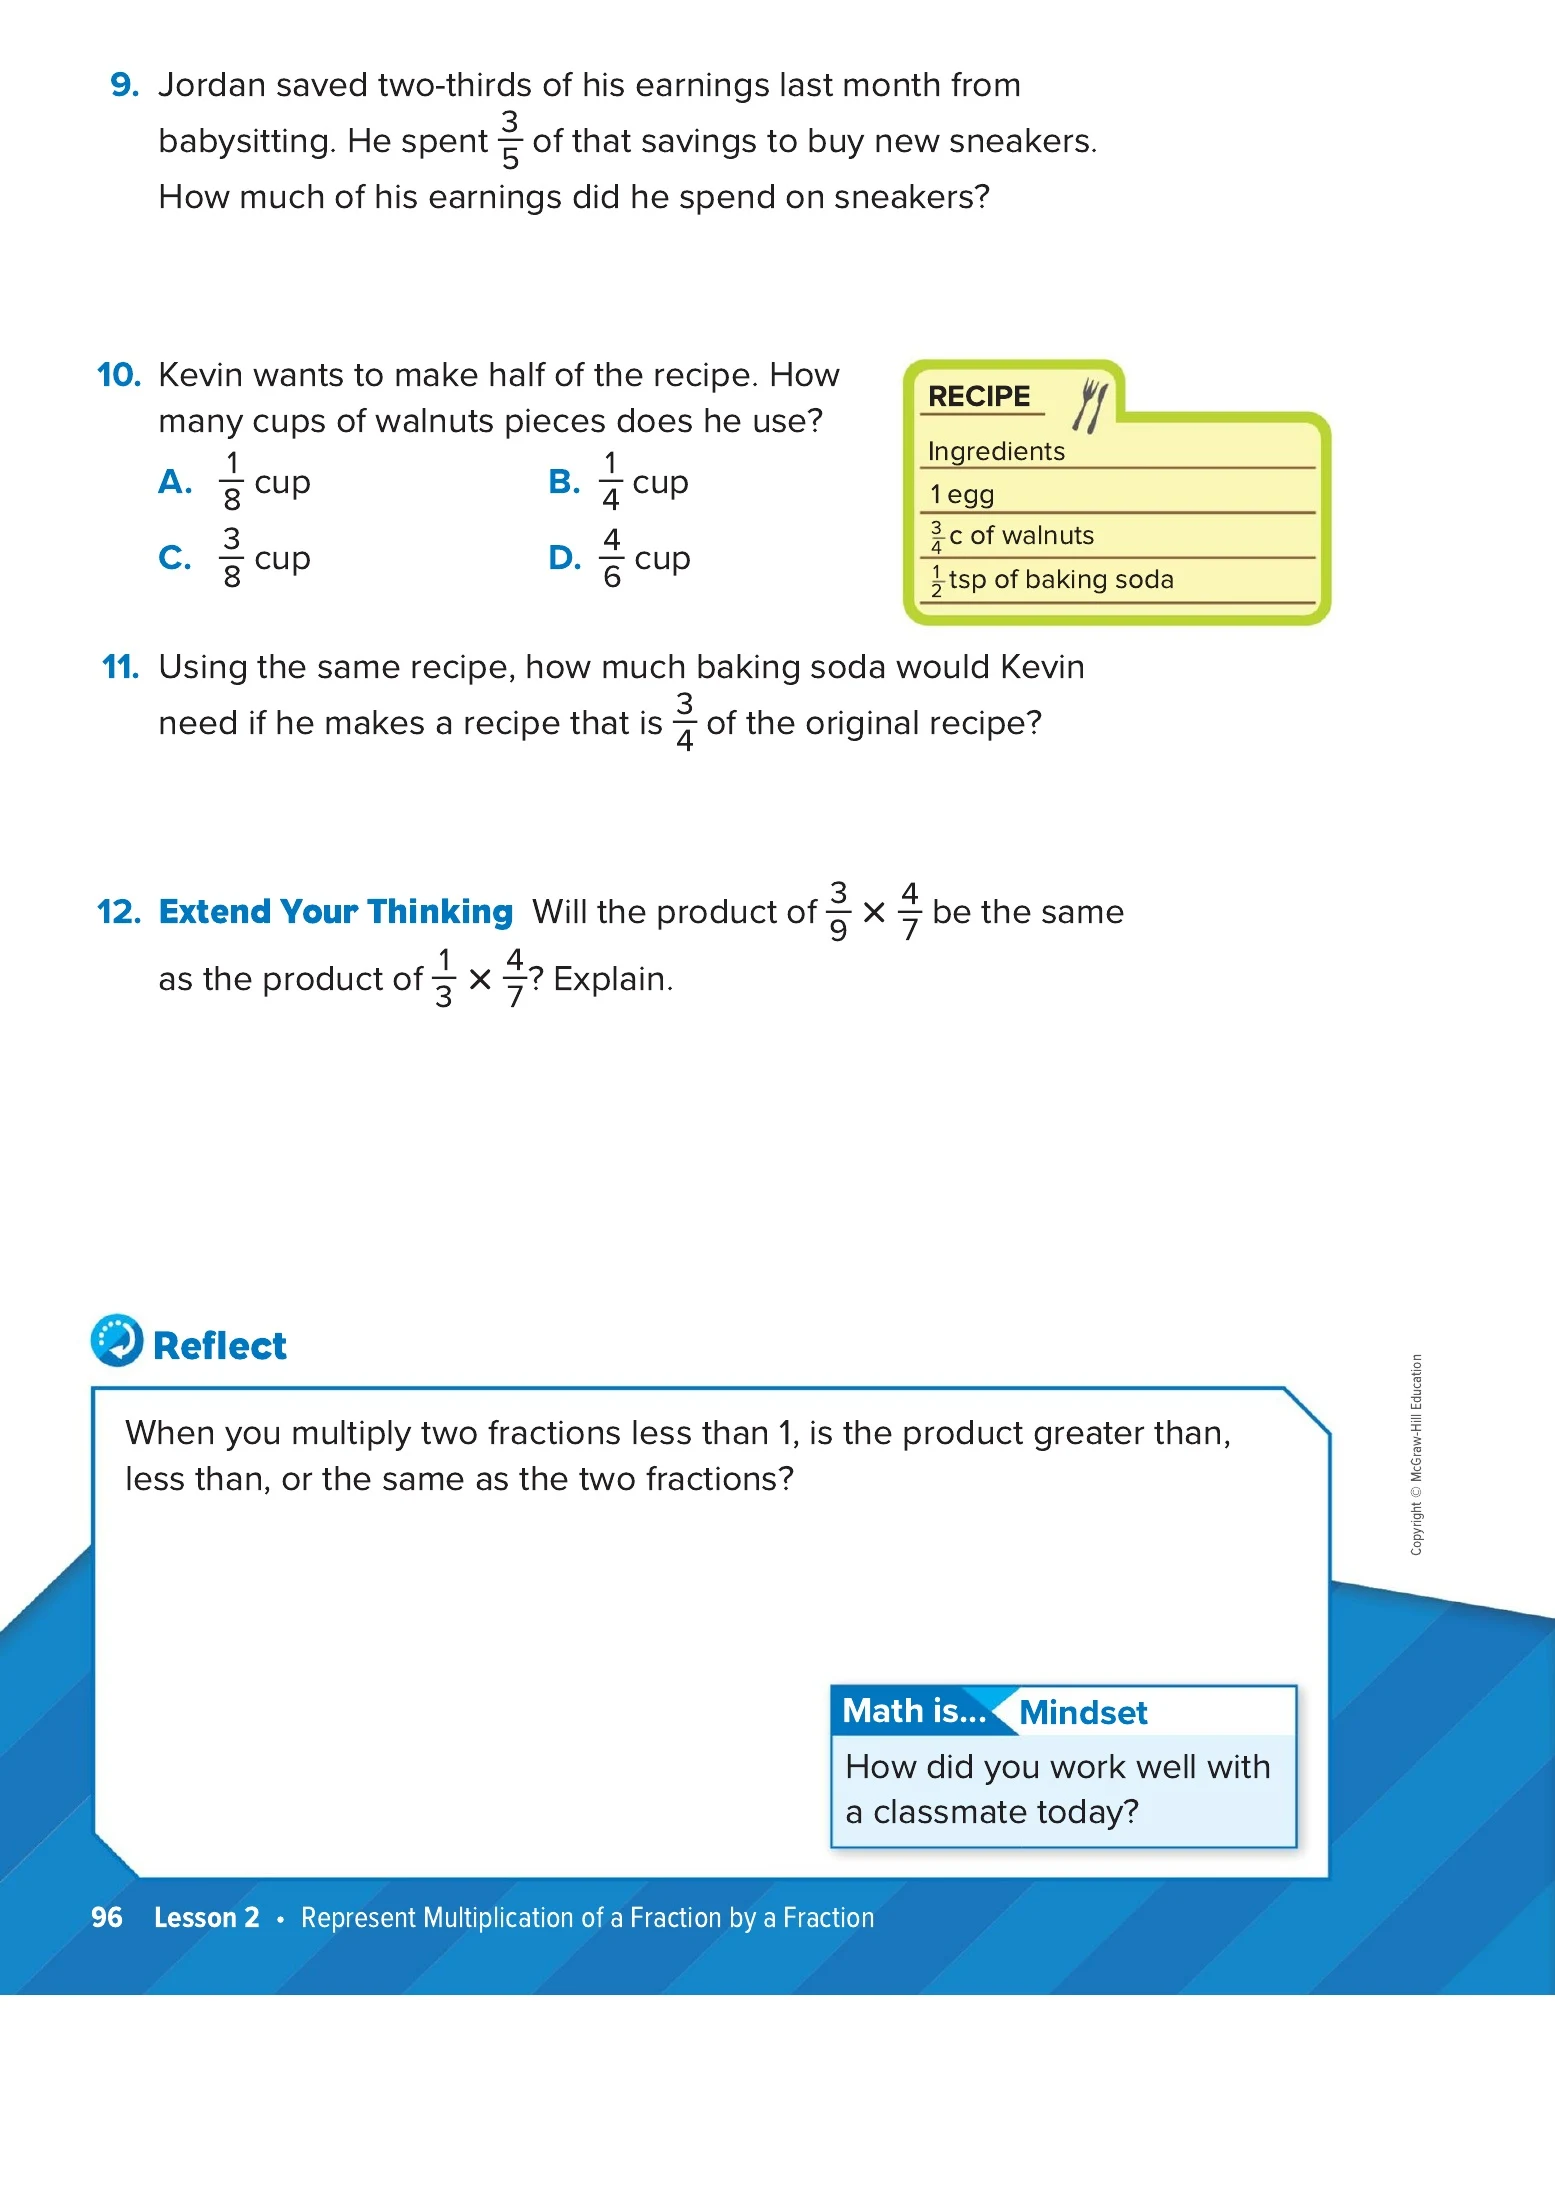 9. Jordan saved two-thirds of his earnings last month from
babysitting. He spent 3/5 of that savings to buy new sneakers.
How much of his earnings did he spend on sneakers?
10. Kevin wants to make half of the recipe. How
many cups of walnuts pieces does he use?
A. 1/8 cup B. 1/4 cup
C. 3/8 cup D. 4/6 cup
RECIPE
Ingredients
1 egg
3/4 c of walnuts
1/2 tsp of baking soda
11. Using the same recipe, how much baking soda would Kevin
need if he makes a recipe that is 3/4 of the original recipe?
12. Extend Your Thinking Will the product of 3/9 × 4/7 be the same
as the product of 1/3 × 4/7? Explain.
Reflect
When you multiply two fractions less than 1, is the product greater than,
less than, or the same as the two fractions?
Math is... Mindset
How did you work well with
a classmate today?
Copyright © McGraw-Hill Education
96 Lesson 2 • Represent Multiplication of a Fraction by a Fraction